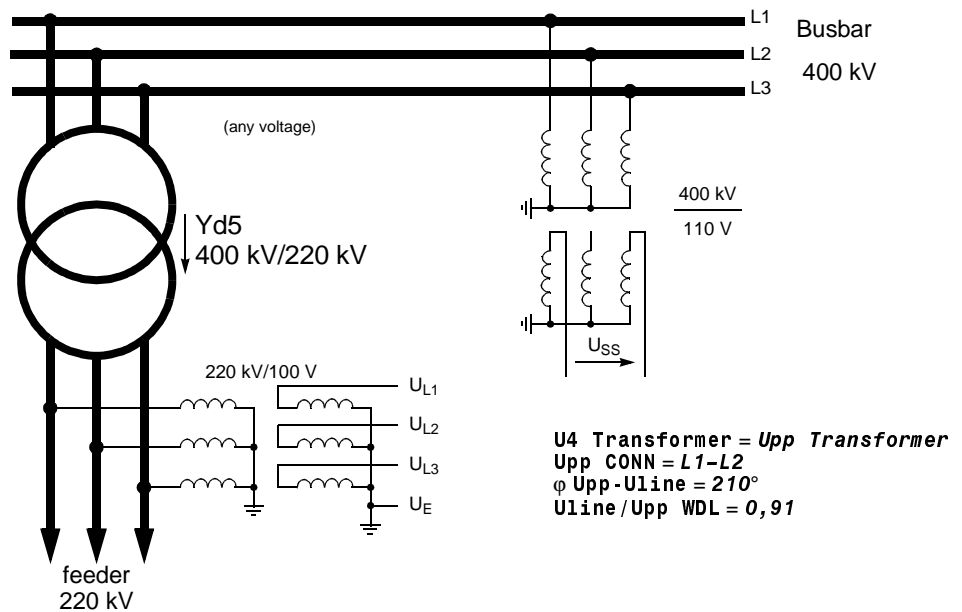 L1
Busbar
L2
400 kV
L3
(any voltage)
400 kV
110 V
Yd5
400 kV/220 kV
USS
220 kV/100 V
UL1
UL2
UL3
UE
U4 Transformer = Upp Transformer
Upp CONN = L1–L2
φ Upp-Uline = 210°
Uline/Upp WDL = 0,91
feeder
220 kV